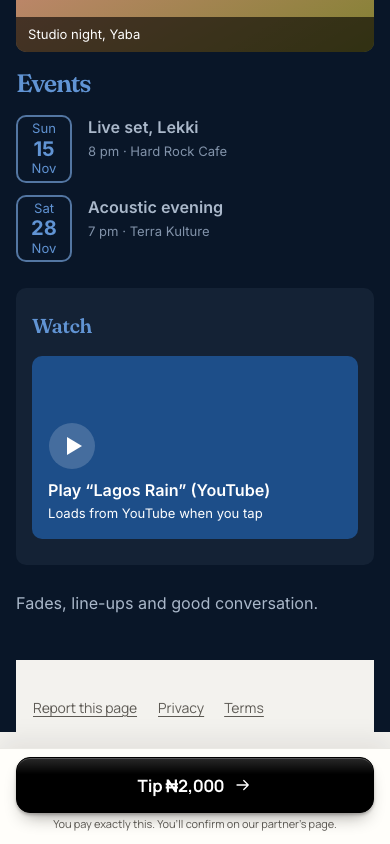 Studio night, Yaba
Events
Sun
15
Nov
Live set, Lekki
8 pm · Hard Rock Cafe
Sat
28
Nov
Acoustic evening
7 pm · Terra Kulture
Watch
Play “Lagos Rain” (YouTube)
Loads from YouTube when you tap
Fades, line-ups and good conversation.
Report this page Privacy Terms
Tip ₦2,000 →
You pay exactly this. You’ll confirm on our partner’s page.